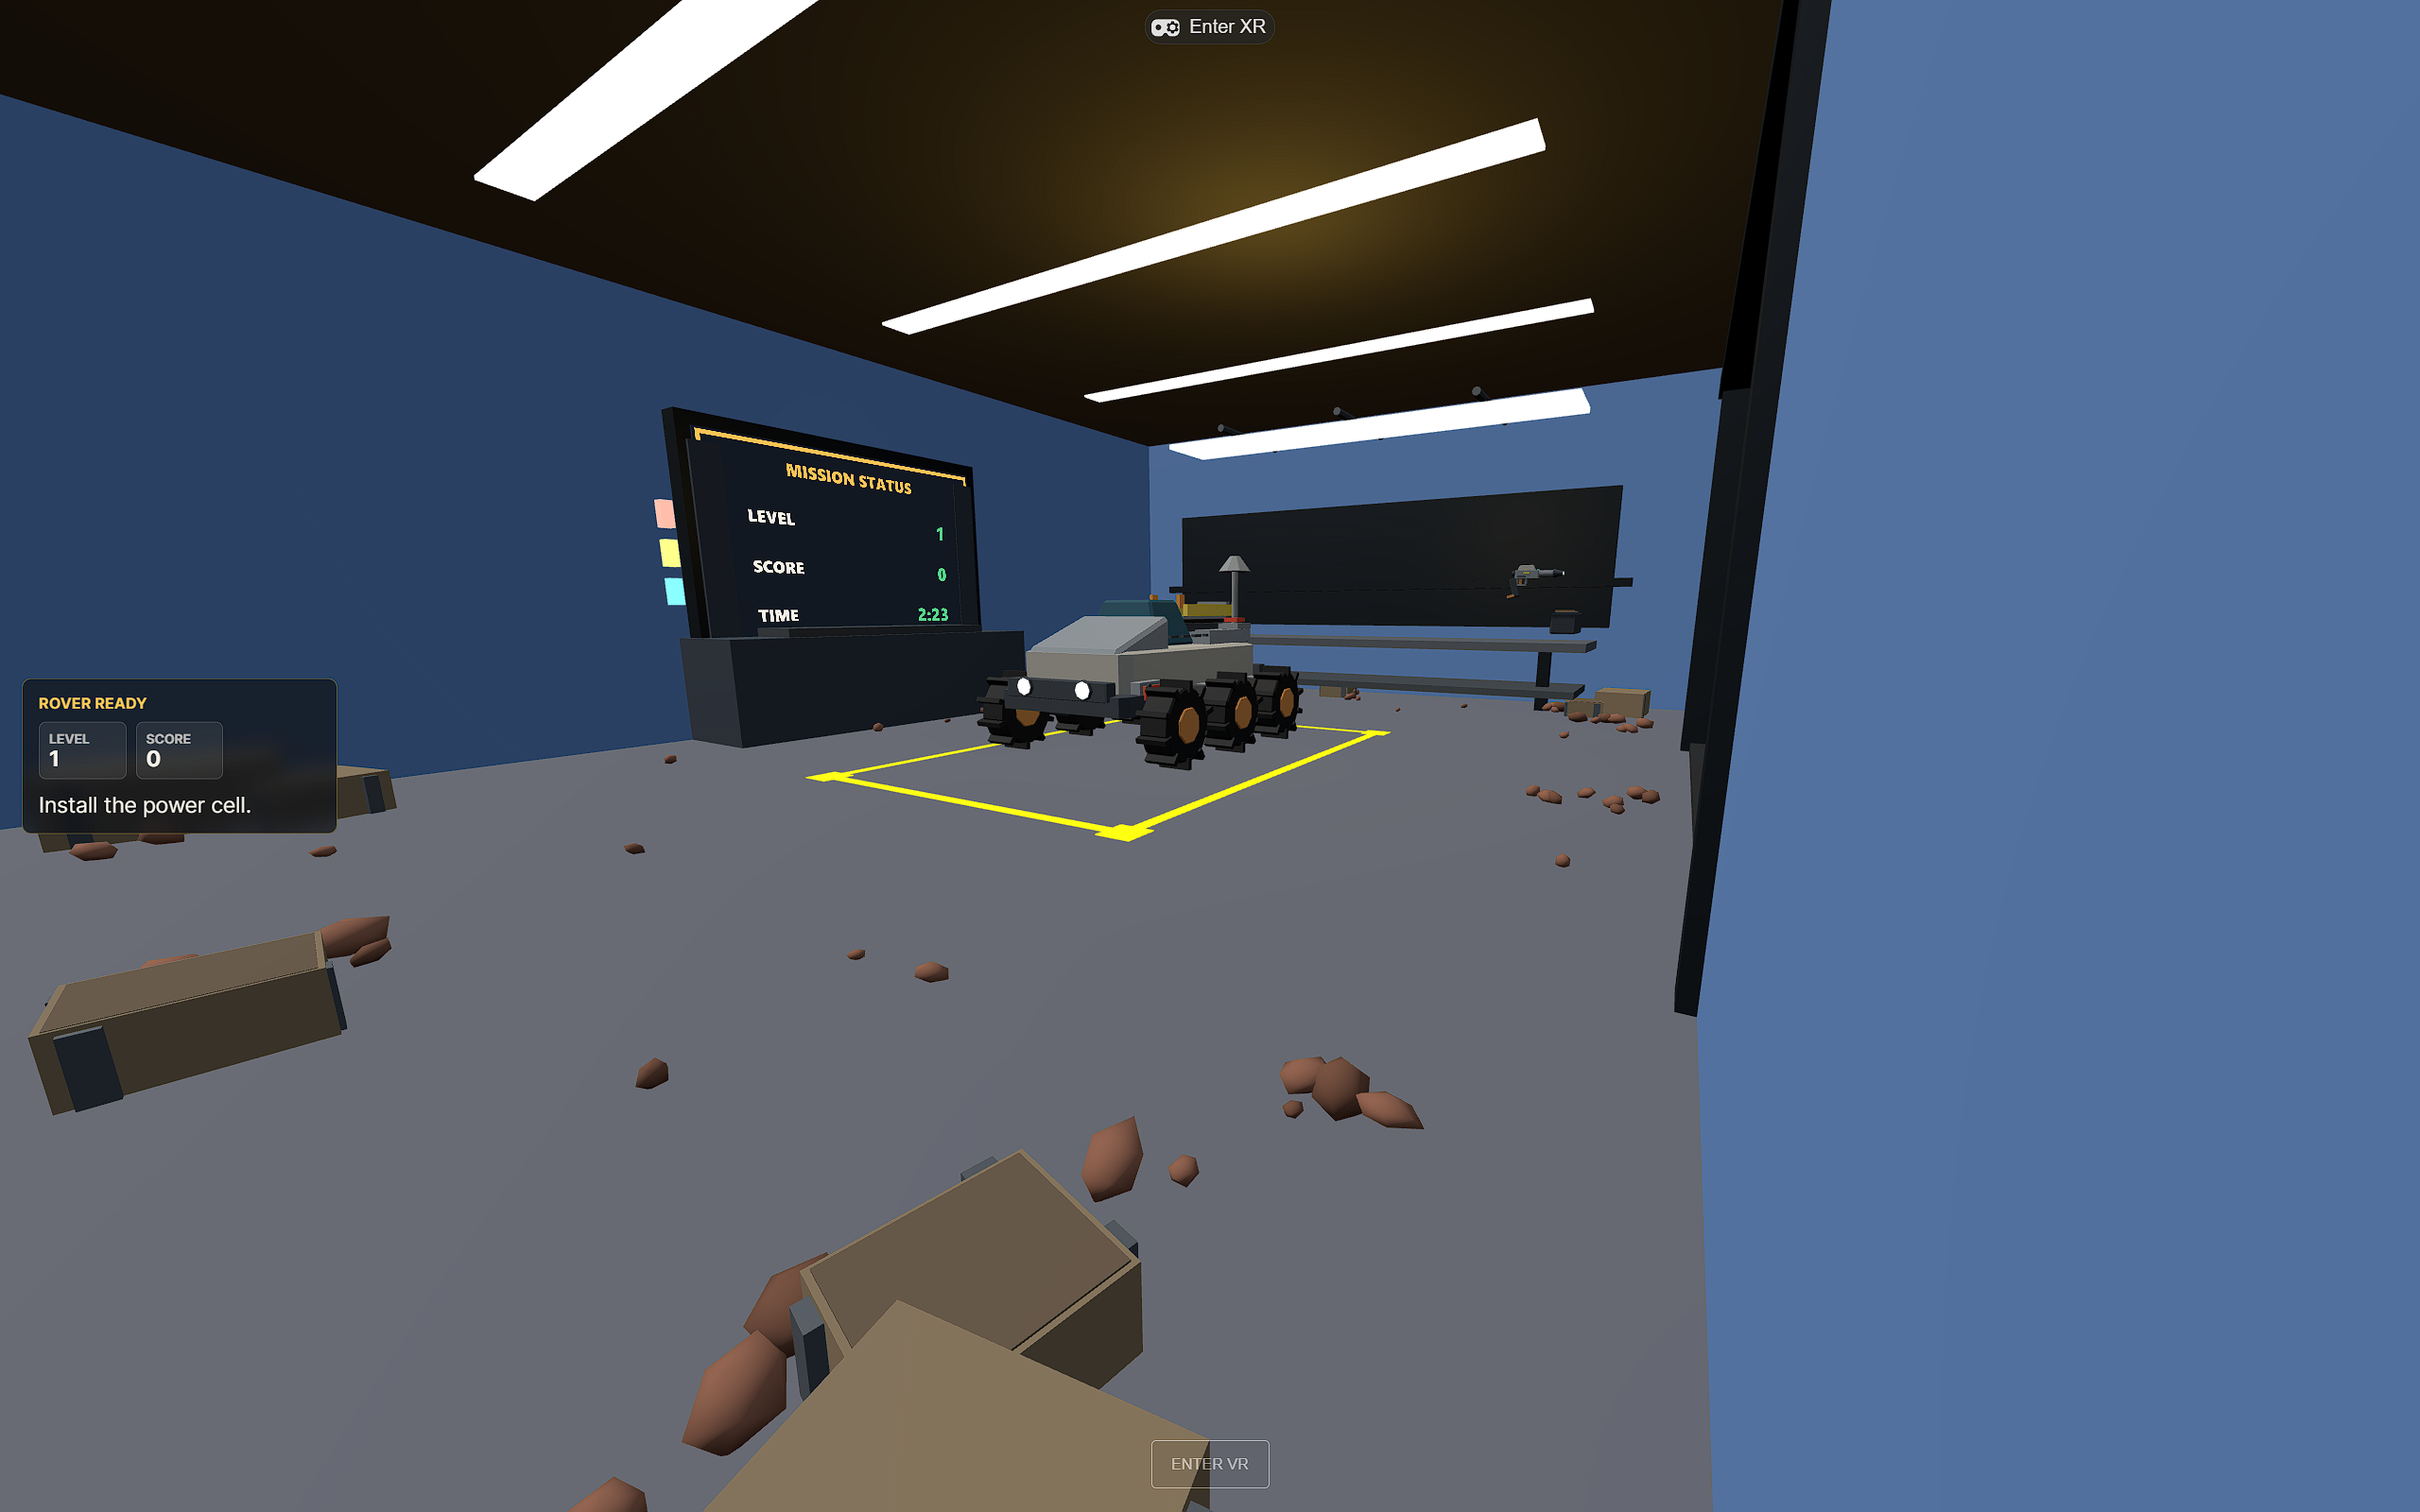 Enter XR
MISSION STATUS
LEVEL
1
SCORE
0
TIME
2:23
ROVER READY
LEVEL
1
SCORE
0
Install the power cell.
ENTER VR